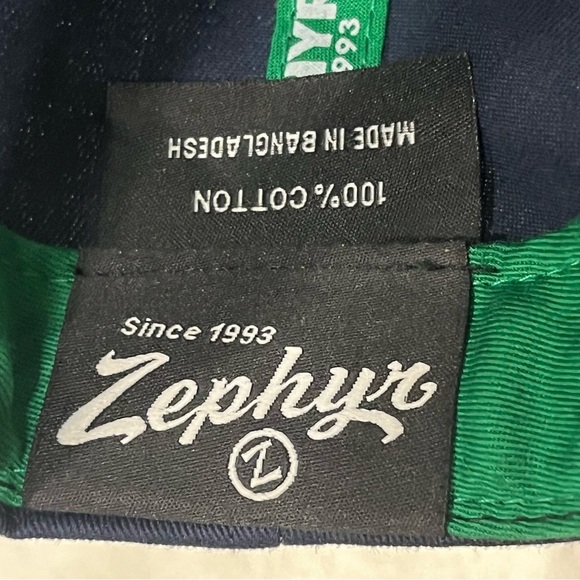 100% COTTON
MADE IN BANGLADESH
Since 1993
Zephyr
Z